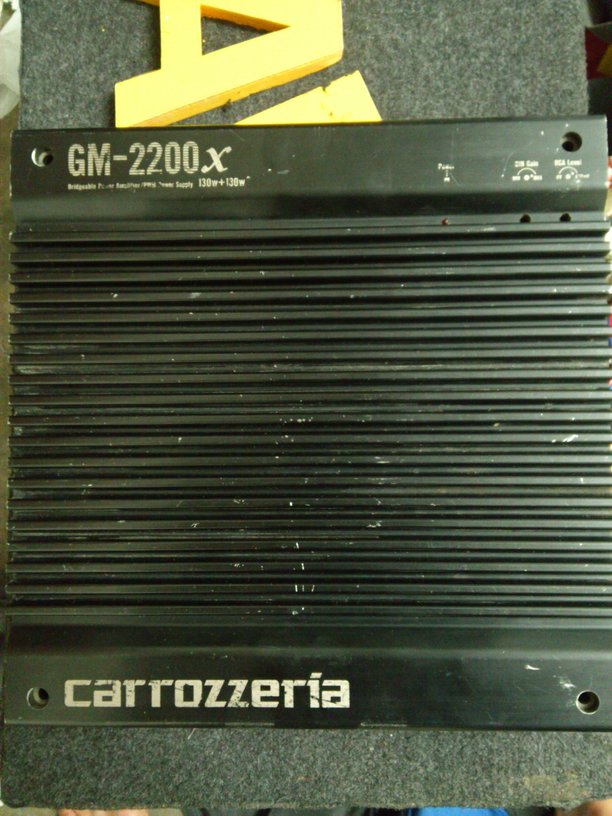 A
GM-2200x
Bridgeable Power Amplifier/PWM Power Supply 130w+130w
Power
DIN Gain
RCA Level
carrozzeria